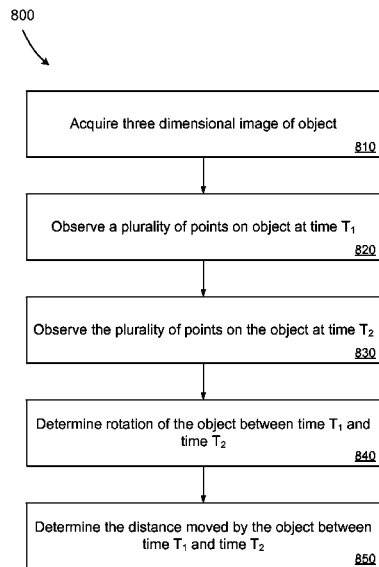 800
Acquire three dimensional image of object
810
Observe a plurality of points on object at time T₁
820
Observe the plurality of points on the object at time T₂
830
Determine rotation of the object between time T₁ and
time T₂
840
Determine the distance moved by the object between
time T₁ and time T₂
850